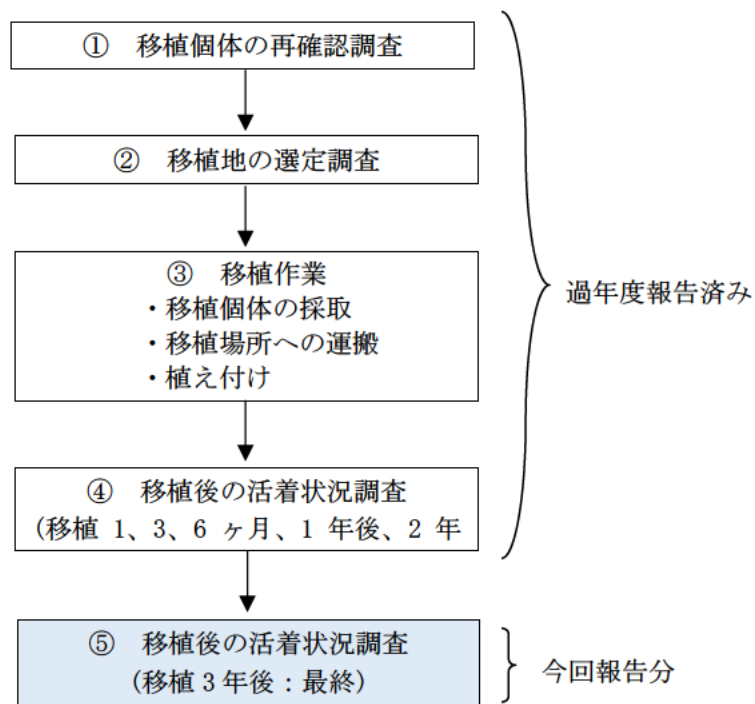 ① 移植個体の再確認調査
② 移植地の選定調査
③ 移植作業
・移植個体の採取
・移植場所への運搬
・植え付け
④ 移植後の活着状況調査
(移植 1、3、6 ヶ月、1 年後、2 年
過年度報告済み
⑤ 移植後の活着状況調査
(移植 3 年後：最終)
今回報告分